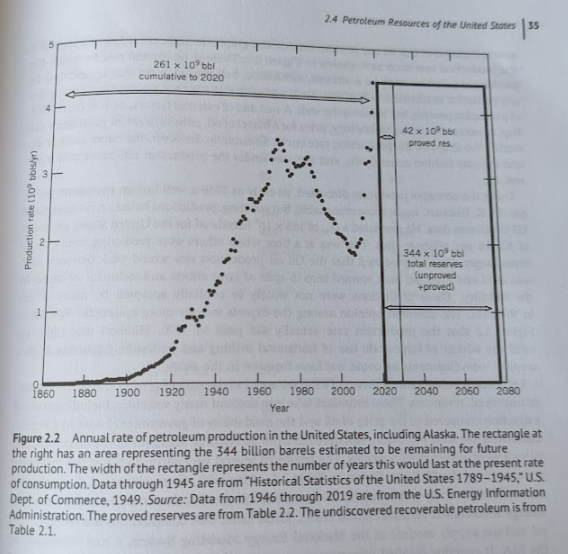 2.4 Petroleum Resources of the United States | 35
5
4
3
2
1
0
Production rate (10⁹ bbls/yr)
261 × 10⁹ bbl
cumulative to 2020
42 × 10⁹ bbl
proved res.
344 × 10⁹ bbl
total reserves
(unproved
+proved)
1860 1880 1900 1920 1940 1960 1980 2000 2020 2040 2060 2080
Year
Figure 2.2 Annual rate of petroleum production in the United States, including Alaska. The rectangle at
the right has an area representing the 344 billion barrels estimated to be remaining for future
production. The width of the rectangle represents the number of years this would last at the present rate
of consumption. Data through 1945 are from "Historical Statistics of the United States 1789–1945," U.S.
Dept. of Commerce, 1949. Source: Data from 1946 through 2019 are from the U.S. Energy Information
Administration. The proved reserves are from Table 2.2. The undiscovered recoverable petroleum is from
Table 2.1.